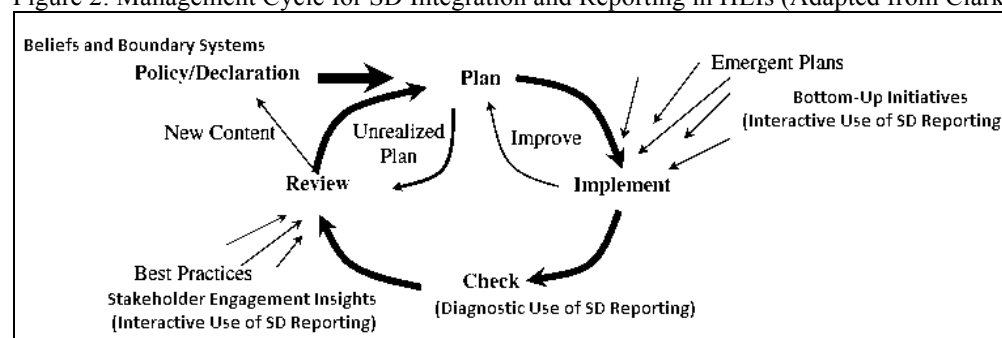 Figure 2: Management Cycle for SD Integration and Reporting in HEIs (Adapted from Clark
Beliefs and Boundary Systems
Policy/Declaration
Plan
Emergent Plans
Bottom-Up Initiatives
(Interactive Use of SD Reporting
New Content
Unrealized
Plan
Improve
Review
Implement
Best Practices
Stakeholder Engagement Insights
(Interactive Use of SD Reporting)
Check
(Diagnostic Use of SD Reporting)